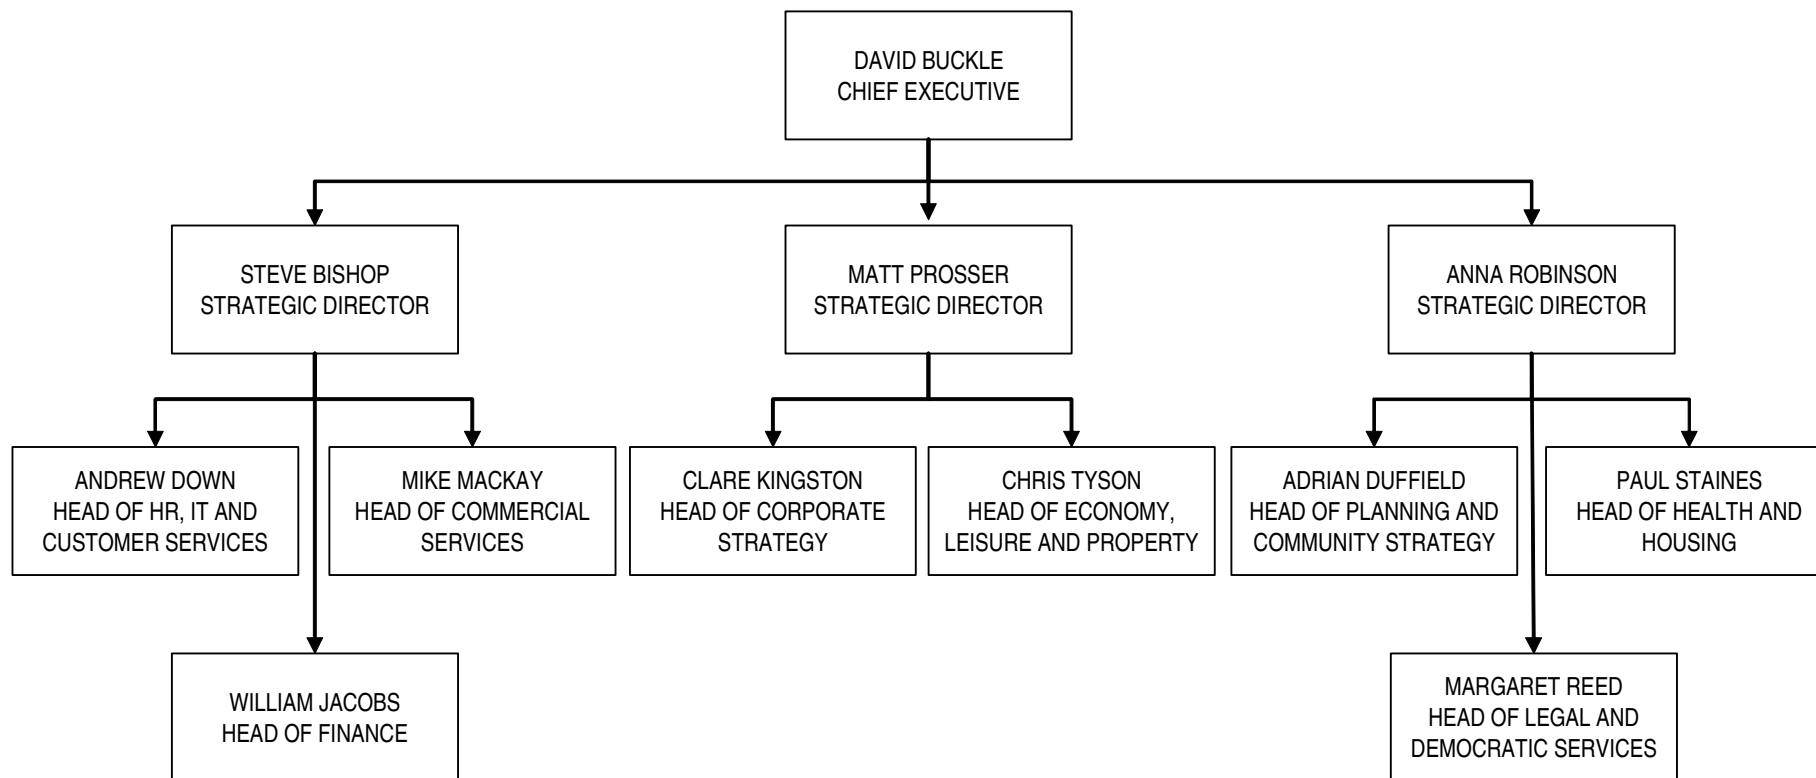 DAVID BUCKLE
CHIEF EXECUTIVE
STEVE BISHOP
STRATEGIC DIRECTOR
MATT PROSSER
STRATEGIC DIRECTOR
ANNA ROBINSON
STRATEGIC DIRECTOR
ANDREW DOWN
HEAD OF HR, IT AND
CUSTOMER SERVICES
MIKE MACKAY
HEAD OF COMMERCIAL
SERVICES
CLARE KINGSTON
HEAD OF CORPORATE
STRATEGY
CHRIS TYSON
HEAD OF ECONOMY,
LEISURE AND PROPERTY
ADRIAN DUFFIELD
HEAD OF PLANNING AND
COMMUNITY STRATEGY
PAUL STAINES
HEAD OF HEALTH AND
HOUSING
WILLIAM JACOBS
HEAD OF FINANCE
MARGARET REED
HEAD OF LEGAL AND
DEMOCRATIC SERVICES